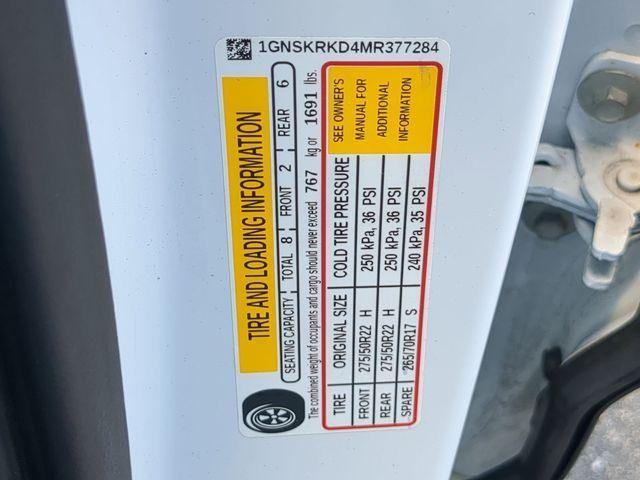 1GNSKRKD4MR377284
TIRE AND LOADING INFORMATION
SEATING CAPACITY TOTAL 8 FRONT 2 REAR 6
The combined weight of occupants and cargo should never exceed 767 kg or 1691 lbs.
TIRE ORIGINAL SIZE COLD TIRE PRESSURE SEE OWNER'S
FRONT 275/50R22 H 250 kPa, 36 PSI MANUAL FOR
REAR 275/50R22 H 250 kPa, 36 PSI ADDITIONAL
SPARE 265/70R17 S 240 kPa, 35 PSI INFORMATION